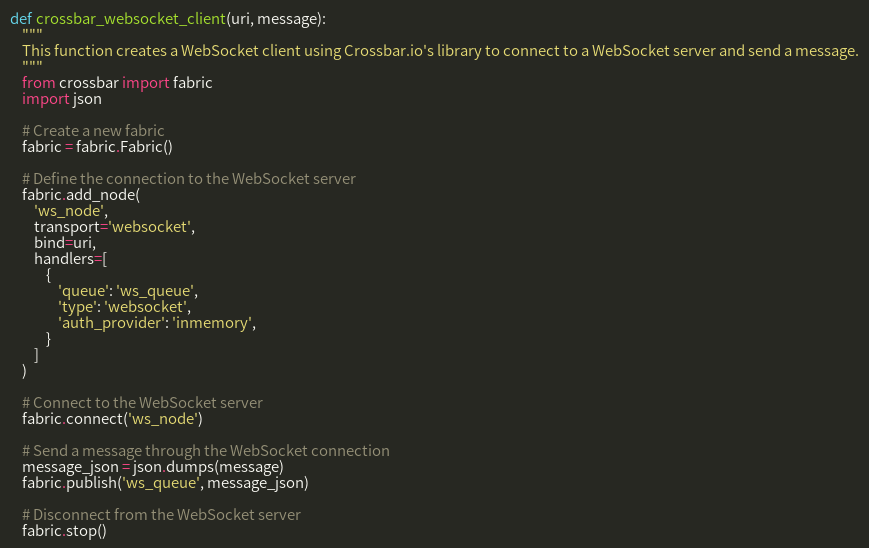 def crossbar_websocket_client(uri, message):
    """
    This function creates a WebSocket client using Crossbar.io's library to connect to a WebSocket server and send a message.
    """
    from crossbar import fabric
    import json

    # Create a new fabric
    fabric = fabric.Fabric()

    # Define the connection to the WebSocket server
    fabric.add_node(
        'ws_node',
        transport='websocket',
        bind=uri,
        handlers=[
            {
                'queue': 'ws_queue',
                'type': 'websocket',
                'auth_provider': 'inmemory',
            }
        ]
    )

    # Connect to the WebSocket server
    fabric.connect('ws_node')

    # Send a message through the WebSocket connection
    message_json = json.dumps(message)
    fabric.publish('ws_queue', message_json)

    # Disconnect from the WebSocket server
    fabric.stop()